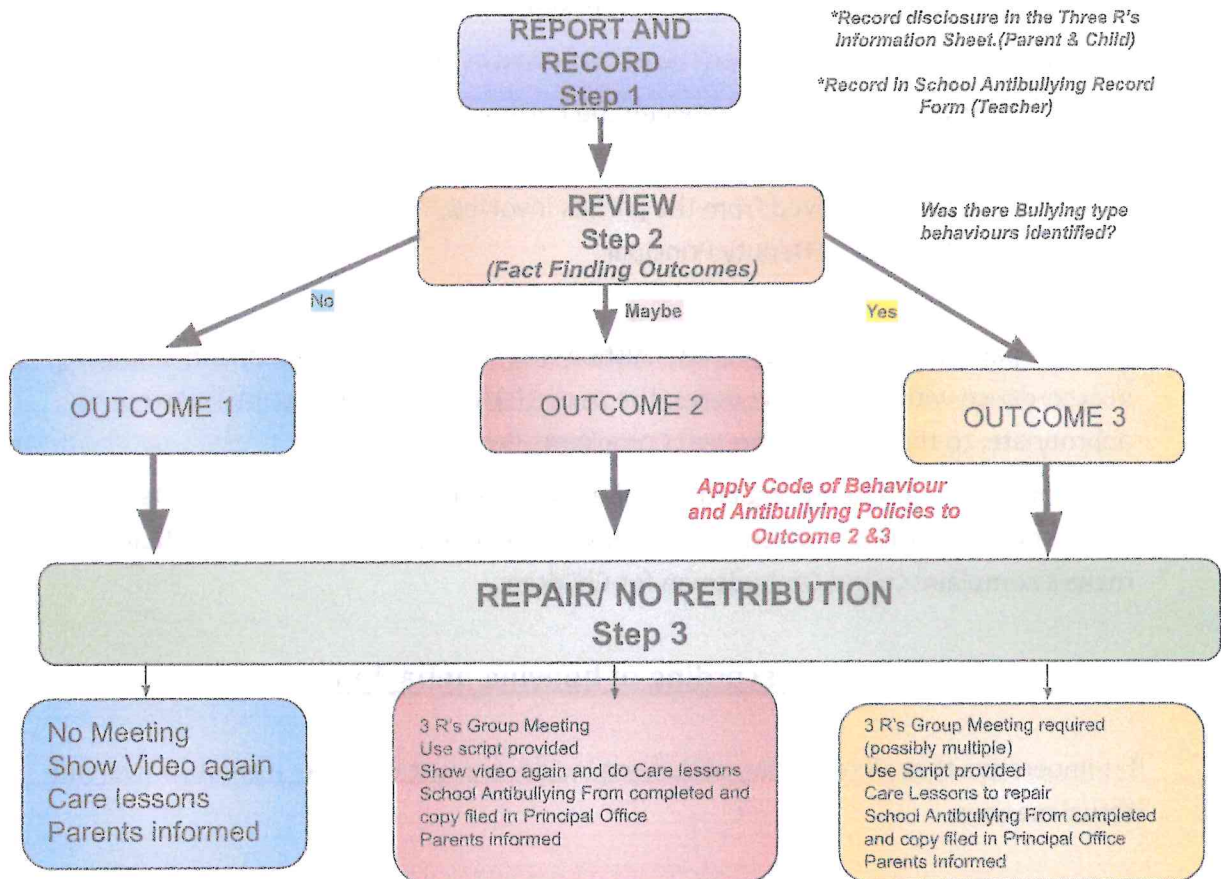 REPORT AND
RECORD
Step 1
*Record disclosure in the Three R's
Information Sheet.(Parent & Child)
*Record in School Antibullying Record
Form (Teacher)
REVIEW
Step 2
(Fact Finding Outcomes)
Was there Bullying type
behaviours identified?
No
Maybe
Yes
OUTCOME 1
OUTCOME 2
OUTCOME 3
Apply Code of Behaviour
and Antibullying Policies to
Outcome 2 &3
REPAIR/ NO RETRIBUTION
Step 3
No Meeting
Show Video again
Care lessons
Parents informed
3 R's Group Meeting
Use script provided
Show video again and do Care lessons
School Antibullying From completed and
copy filed in Principal Office
Parents informed
3 R's Group Meeting required
(possibly multiple)
Use Script provided
Care Lessons to repair
School Antibullying From completed
and copy filed in Principal Office
Parents Informed